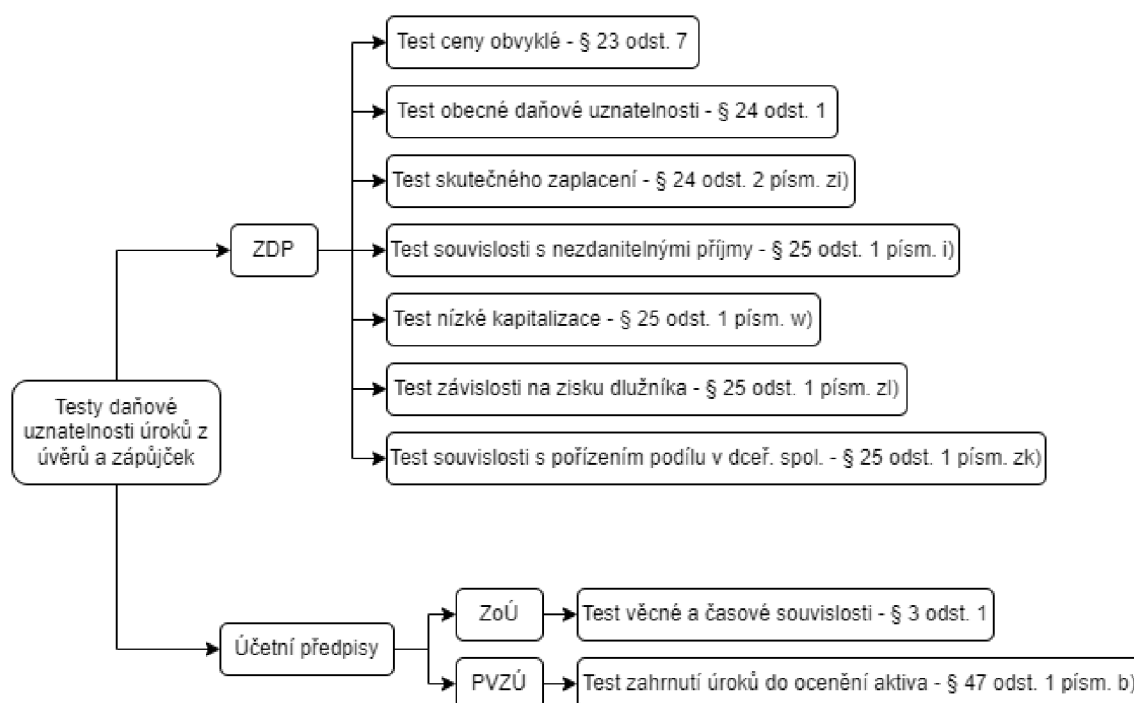 Test ceny obvyklé - § 23 odst. 7
Test obecné daňové uznatelnosti - § 24 odst. 1
Test skutečného zaplacení - § 24 odst. 2 písm. zi)
ZDP
Test souvislosti s nezdanitelnými příjmy - § 25 odst. 1 písm. i)
Test nízké kapitalizace - § 25 odst. 1 písm. w)
Test závislosti na zisku dlužníka - § 25 odst. 1 písm. zl)
Test souvislosti s pořízením podílu v dceř. spol. - § 25 odst. 1 písm. zk)
Testy daňové
uznatelnosti úroků z
úvěrů a zápůjček
Účetní předpisy
ZoÚ
Test věcné a časové souvislosti - § 3 odst. 1
PVZÚ
Test zahrnutí úroků do ocenění aktiva - § 47 odst. 1 písm. b)